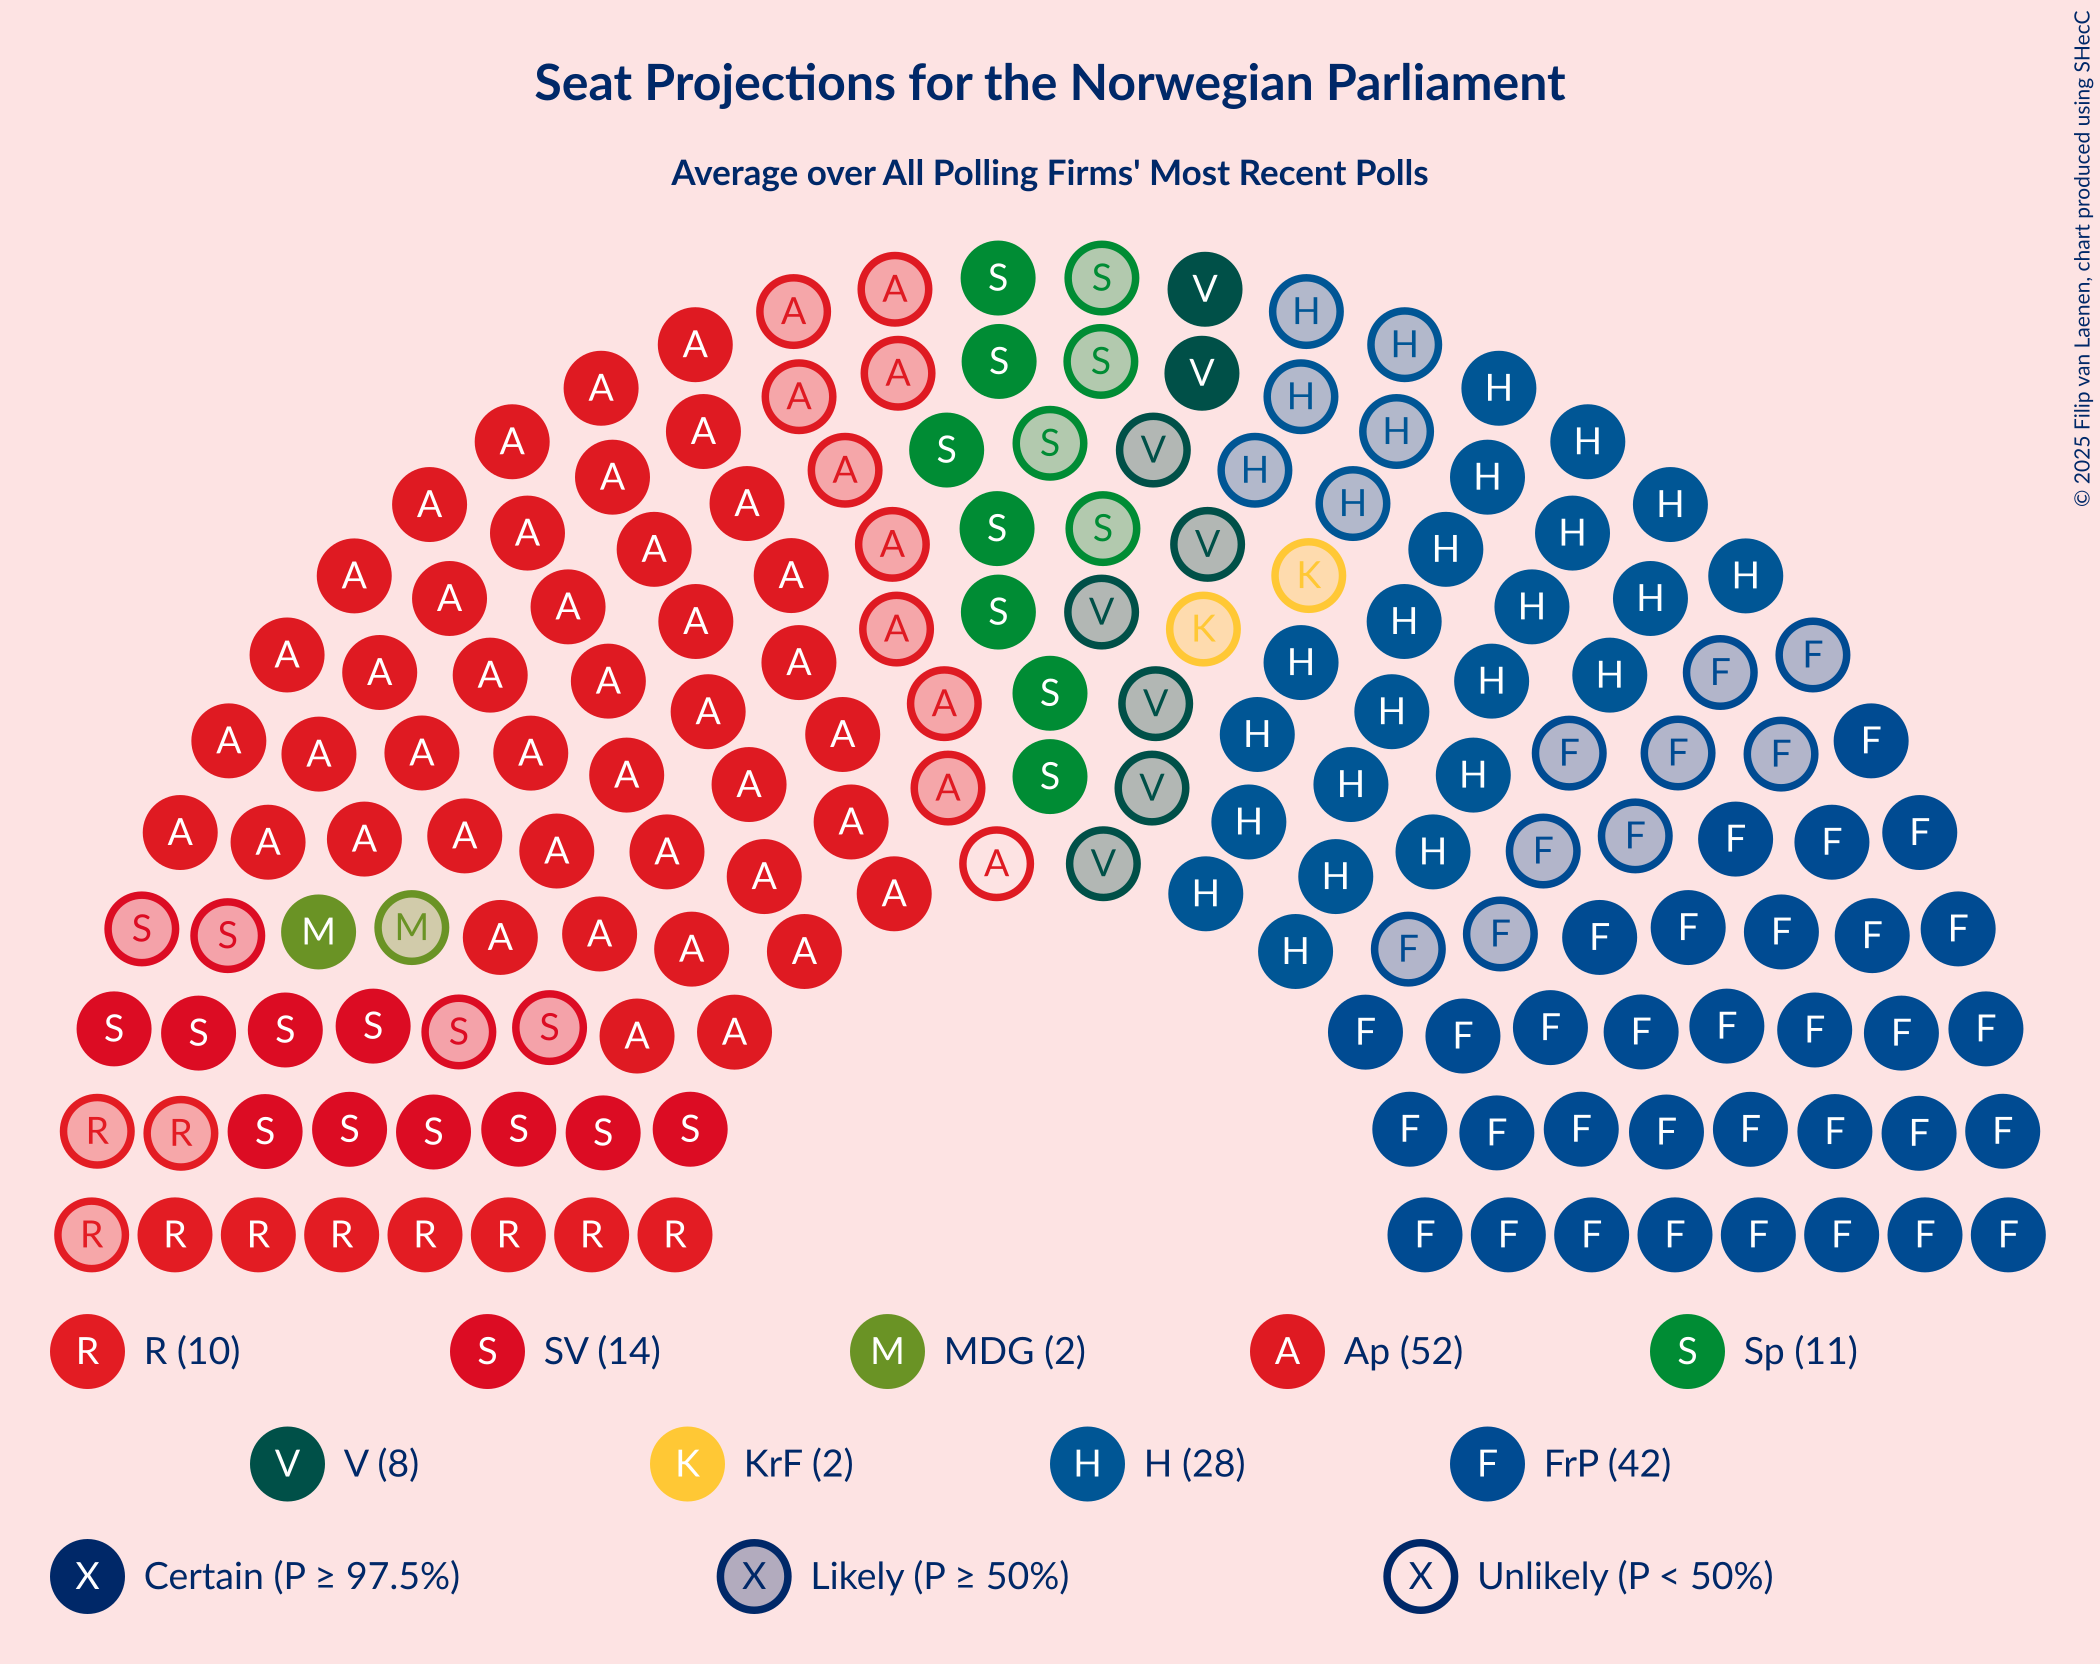 Seat Projections for the Norwegian Parliament
Average over All Polling Firms' Most Recent Polls
© 2025 Filip van Laenen, chart produced using SHecC
S S V
A H
A H
A S S V H
A A H H
A A H
A S S V H H
A A H H
A A A H H H
A S S V H
A A K H
A A A H H H
A S V H
A A K H F
A A A A H H H F F
A S V H
A A A H H F
A A A A A H F F F F
A S V H
A A A A A A H H F F F F F
A V
A A H H
S S M M A A A A H F F F F F F F
S S S S S S A A F F F F F F F F
R R S S S S S S F F F F F F F F
R R R R R R R R F F F F F F F F
R R (10) S SV (14) M MDG (2) A Ap (52) S Sp (11)
V V (8) K KrF (2) H H (28) F FrP (42)
X Certain (P ≥ 97.5%) X Likely (P ≥ 50%) X Unlikely (P < 50%)